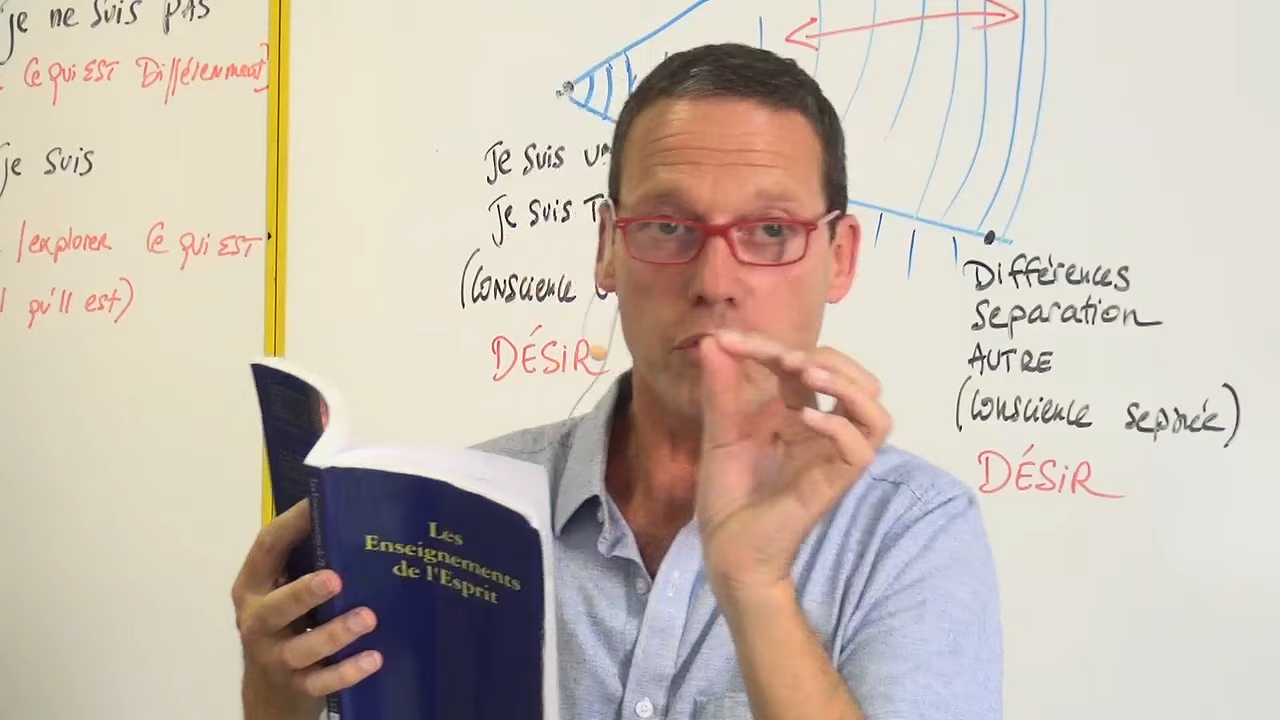 je ne suis pas
Ce qui EST Différemment]
je suis
/explorer Ce qui EST
qu'il est)
Je suis
Je suis
(conscience
DÉSIR
Différences
Separation
AUTRE
(conscience séparée)
DÉSIR
Les
Enseignements
de l'Esprit